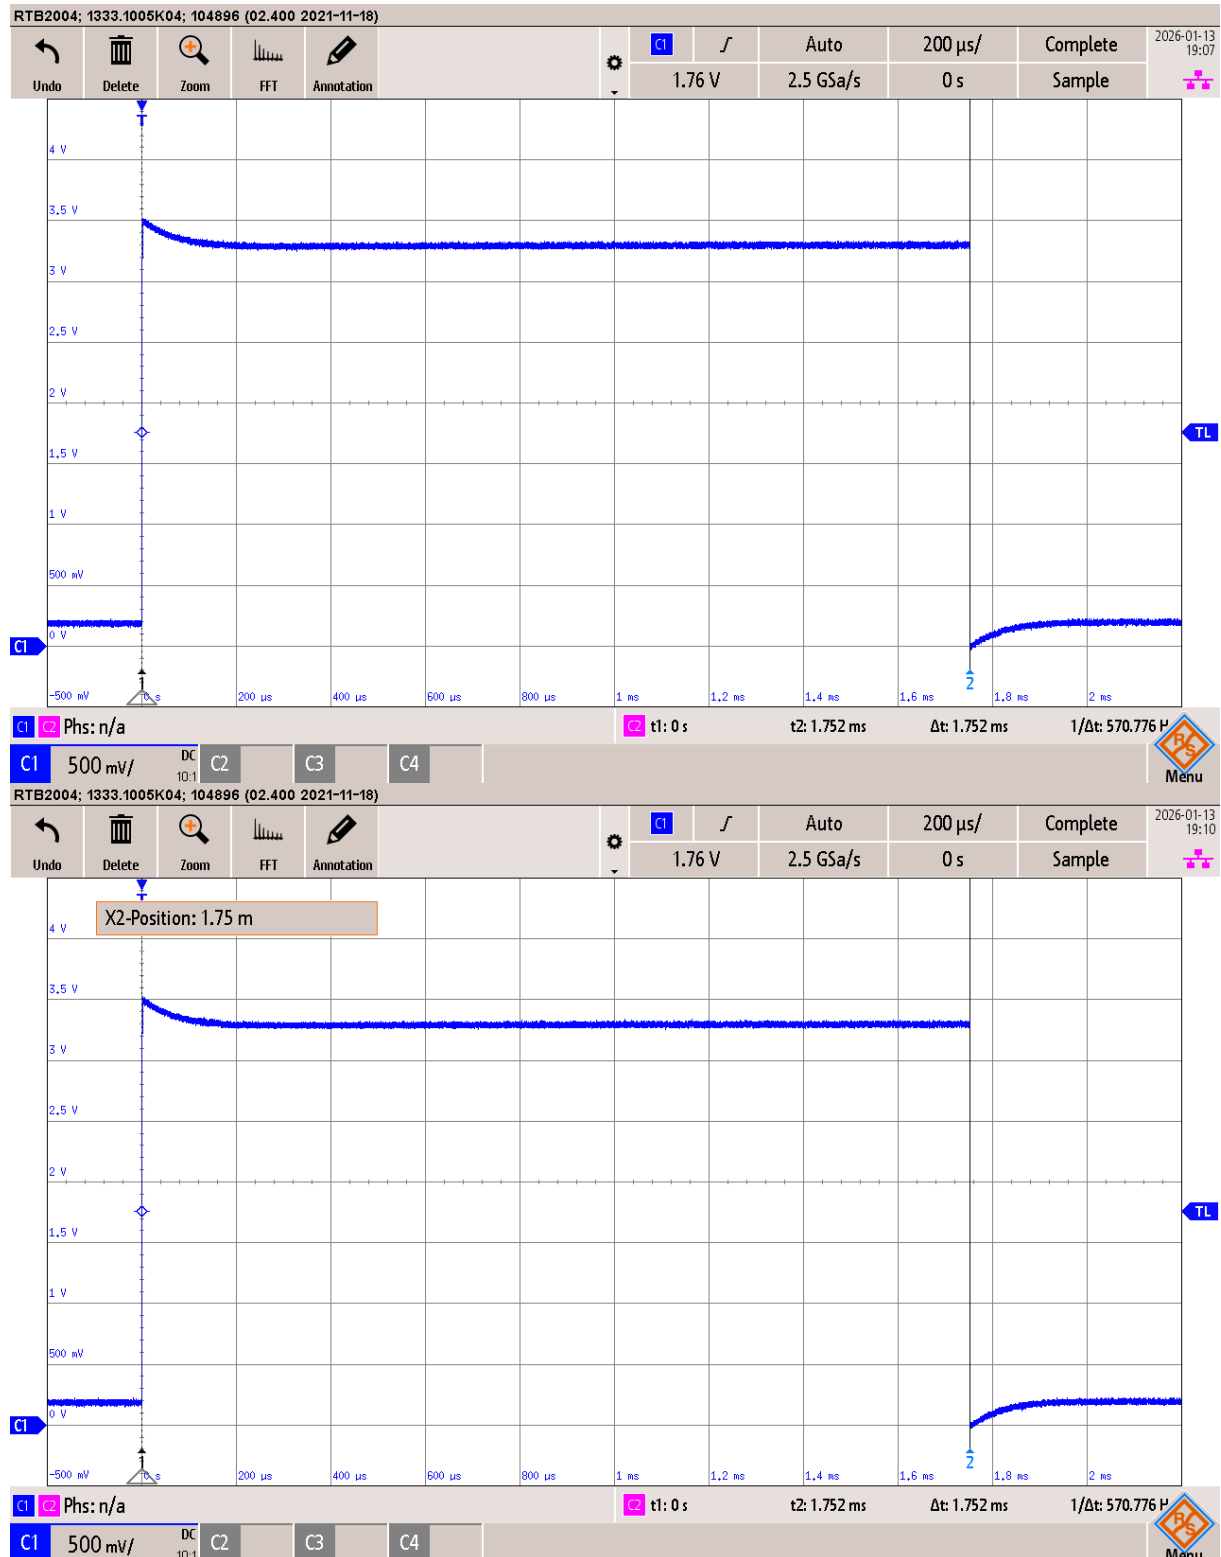 RTB2004; 1333.1005K04; 104896 (02.400 2021-11-18)
Undo Delete Zoom FFT Annotation
C1 Auto 200 µs/ Complete 2026-01-13
19:07
1.76 V 2.5 GSa/s 0 s Sample
T
4 V
3.5 V
3 V
2.5 V
2 V
TL
1.5 V
1 V
500 mV
0 V
C1
1 2
-500 mV 0 s 200 µs 400 µs 600 µs 800 µs 1 ms 1.2 ms 1.4 ms 1.6 ms 1.8 ms 2 ms
C1 C2 Phs: n/a C2 t1: 0 s t2: 1.752 ms Δt: 1.752 ms 1/Δt: 570.776 H
C1 500 mV/ DC 10:1 C2 C3 C4 R&S Menu
RTB2004; 1333.1005K04; 104896 (02.400 2021-11-18)
Undo Delete Zoom FFT Annotation
C1 Auto 200 µs/ Complete 2026-01-13
19:10
1.76 V 2.5 GSa/s 0 s Sample
T
X2-Position: 1.75 m
4 V
3.5 V
3 V
2.5 V
2 V
TL
1.5 V
1 V
500 mV
0 V
C1
1 2
-500 mV 0 s 200 µs 400 µs 600 µs 800 µs 1 ms 1.2 ms 1.4 ms 1.6 ms 1.8 ms 2 ms
C1 C2 Phs: n/a C2 t1: 0 s t2: 1.752 ms Δt: 1.752 ms 1/Δt: 570.776 H
C1 500 mV/ DC 10:1 C2 C3 C4 R&S Menu